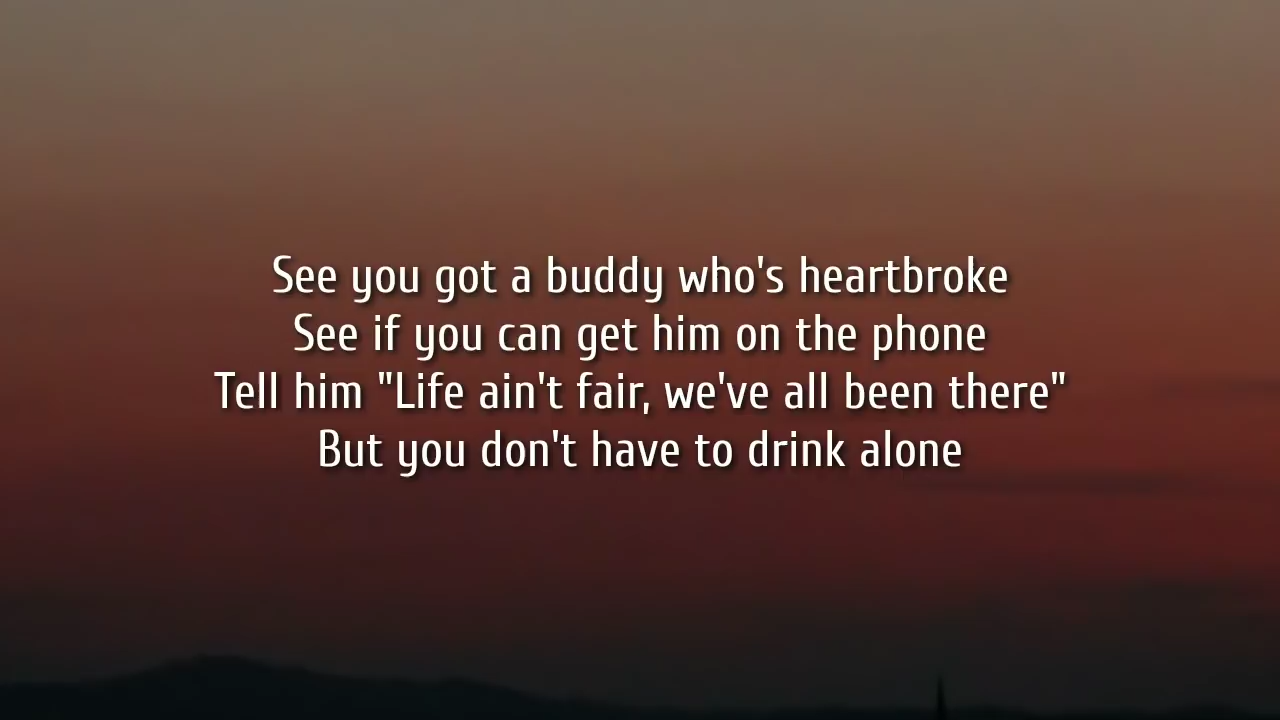 See you got a buddy who's heartbroke
See if you can get him on the phone
Tell him "Life ain't fair, we've all been there"
But you don't have to drink alone